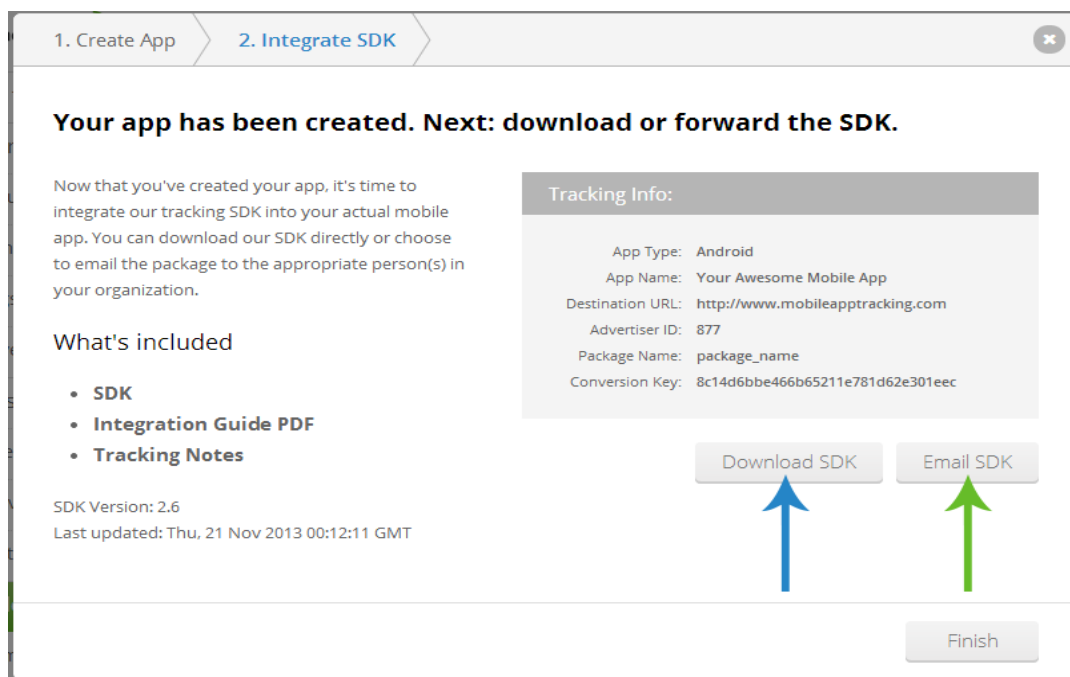 1. Create App
2. Integrate SDK
Your app has been created. Next: download or forward the SDK.
Now that you've created your app, it's time to
integrate our tracking SDK into your actual mobile
app. You can download our SDK directly or choose
to email the package to the appropriate person(s) in
your organization.
What's included
• SDK
• Integration Guide PDF
• Tracking Notes
SDK Version: 2.6
Last updated: Thu, 21 Nov 2013 00:12:11 GMT
Tracking Info:
App Type: Android
App Name: Your Awesome Mobile App
Destination URL: http://www.mobileapptracking.com
Advertiser ID: 877
Package Name: package_name
Conversion Key: 8c14d6bbe466b65211e781d62e301eec
Download SDK
Email SDK
Finish